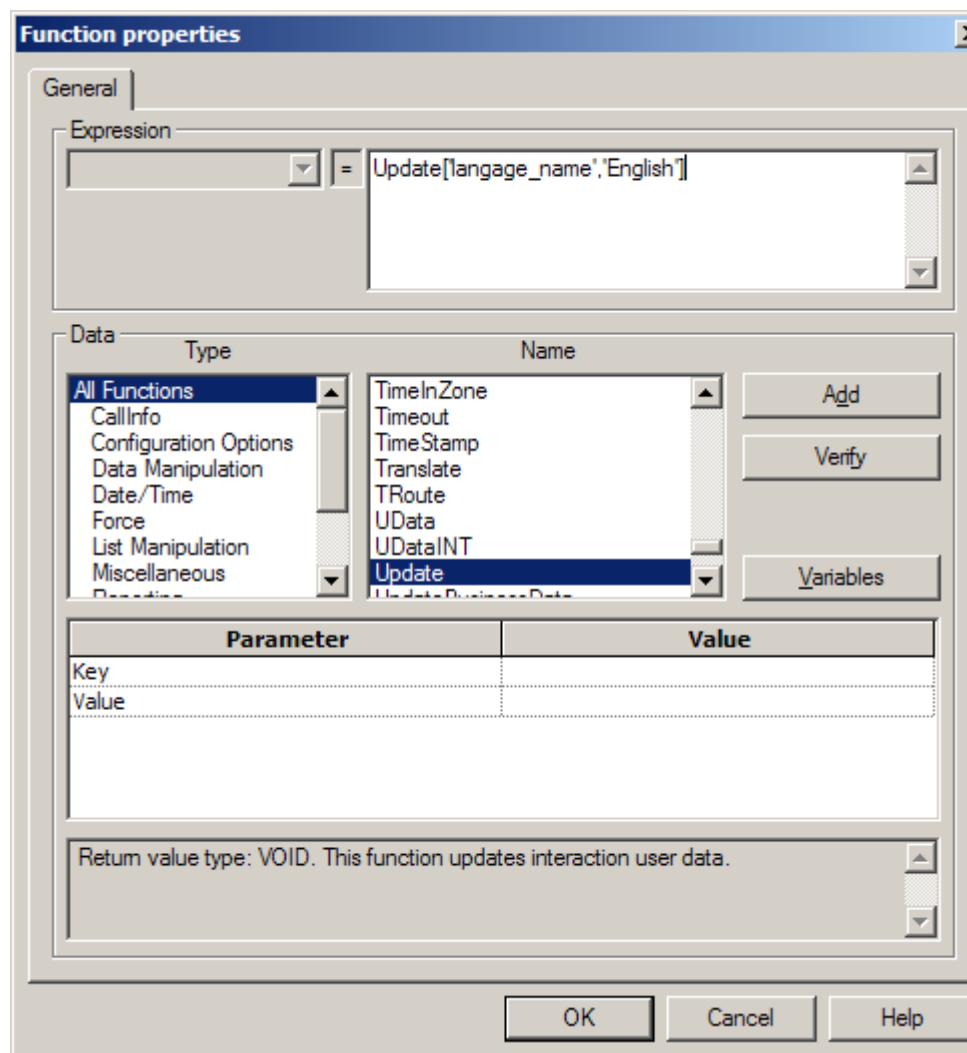 Function properties
General
Expression
= Update['langage_name','English']
Data
Type Name
All Functions
CallInfo
Configuration Options
Data Manipulation
Date/Time
Force
List Manipulation
Miscellaneous
TimeInZone
Timeout
TimeStamp
Translate
TRoute
UData
UDataINT
Update
UpdateBusinessData
Add
Verify
Variables
Parameter Value
Key
Value
Return value type: VOID. This function updates interaction user data.
OK Cancel Help